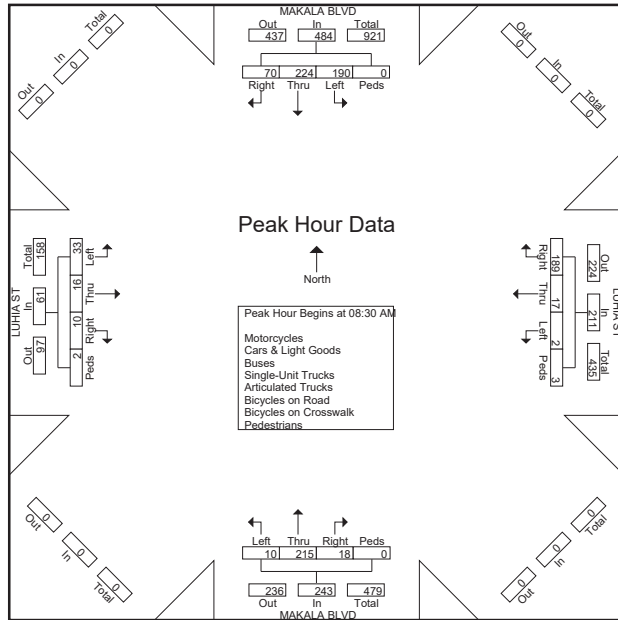 MAKALA BLVD
Out In Total
437 484 921
70 224 190 0
Right Thru Left Peds
Total
0
In
0
Out
0
Out
0
In
0
Total
0
LUHIA ST
Total In Out
158 61 97
33 16 10 2
Left Thru Right Peds
Peak Hour Data
North
Peak Hour Begins at 08:30 AM
Motorcycles
Cars & Light Goods
Buses
Single-Unit Trucks
Articulated Trucks
Bicycles on Road
Bicycles on Crosswalk
Pedestrians
Right Thru Left Peds
189 17 2 3
Out In Total
224 211 435
LUHIA ST
Out
0
In
0
Total
0
Total
0
In
0
Out
0
Left Thru Right Peds
10 215 18 0
236 243 479
Out In Total
MAKALA BLVD